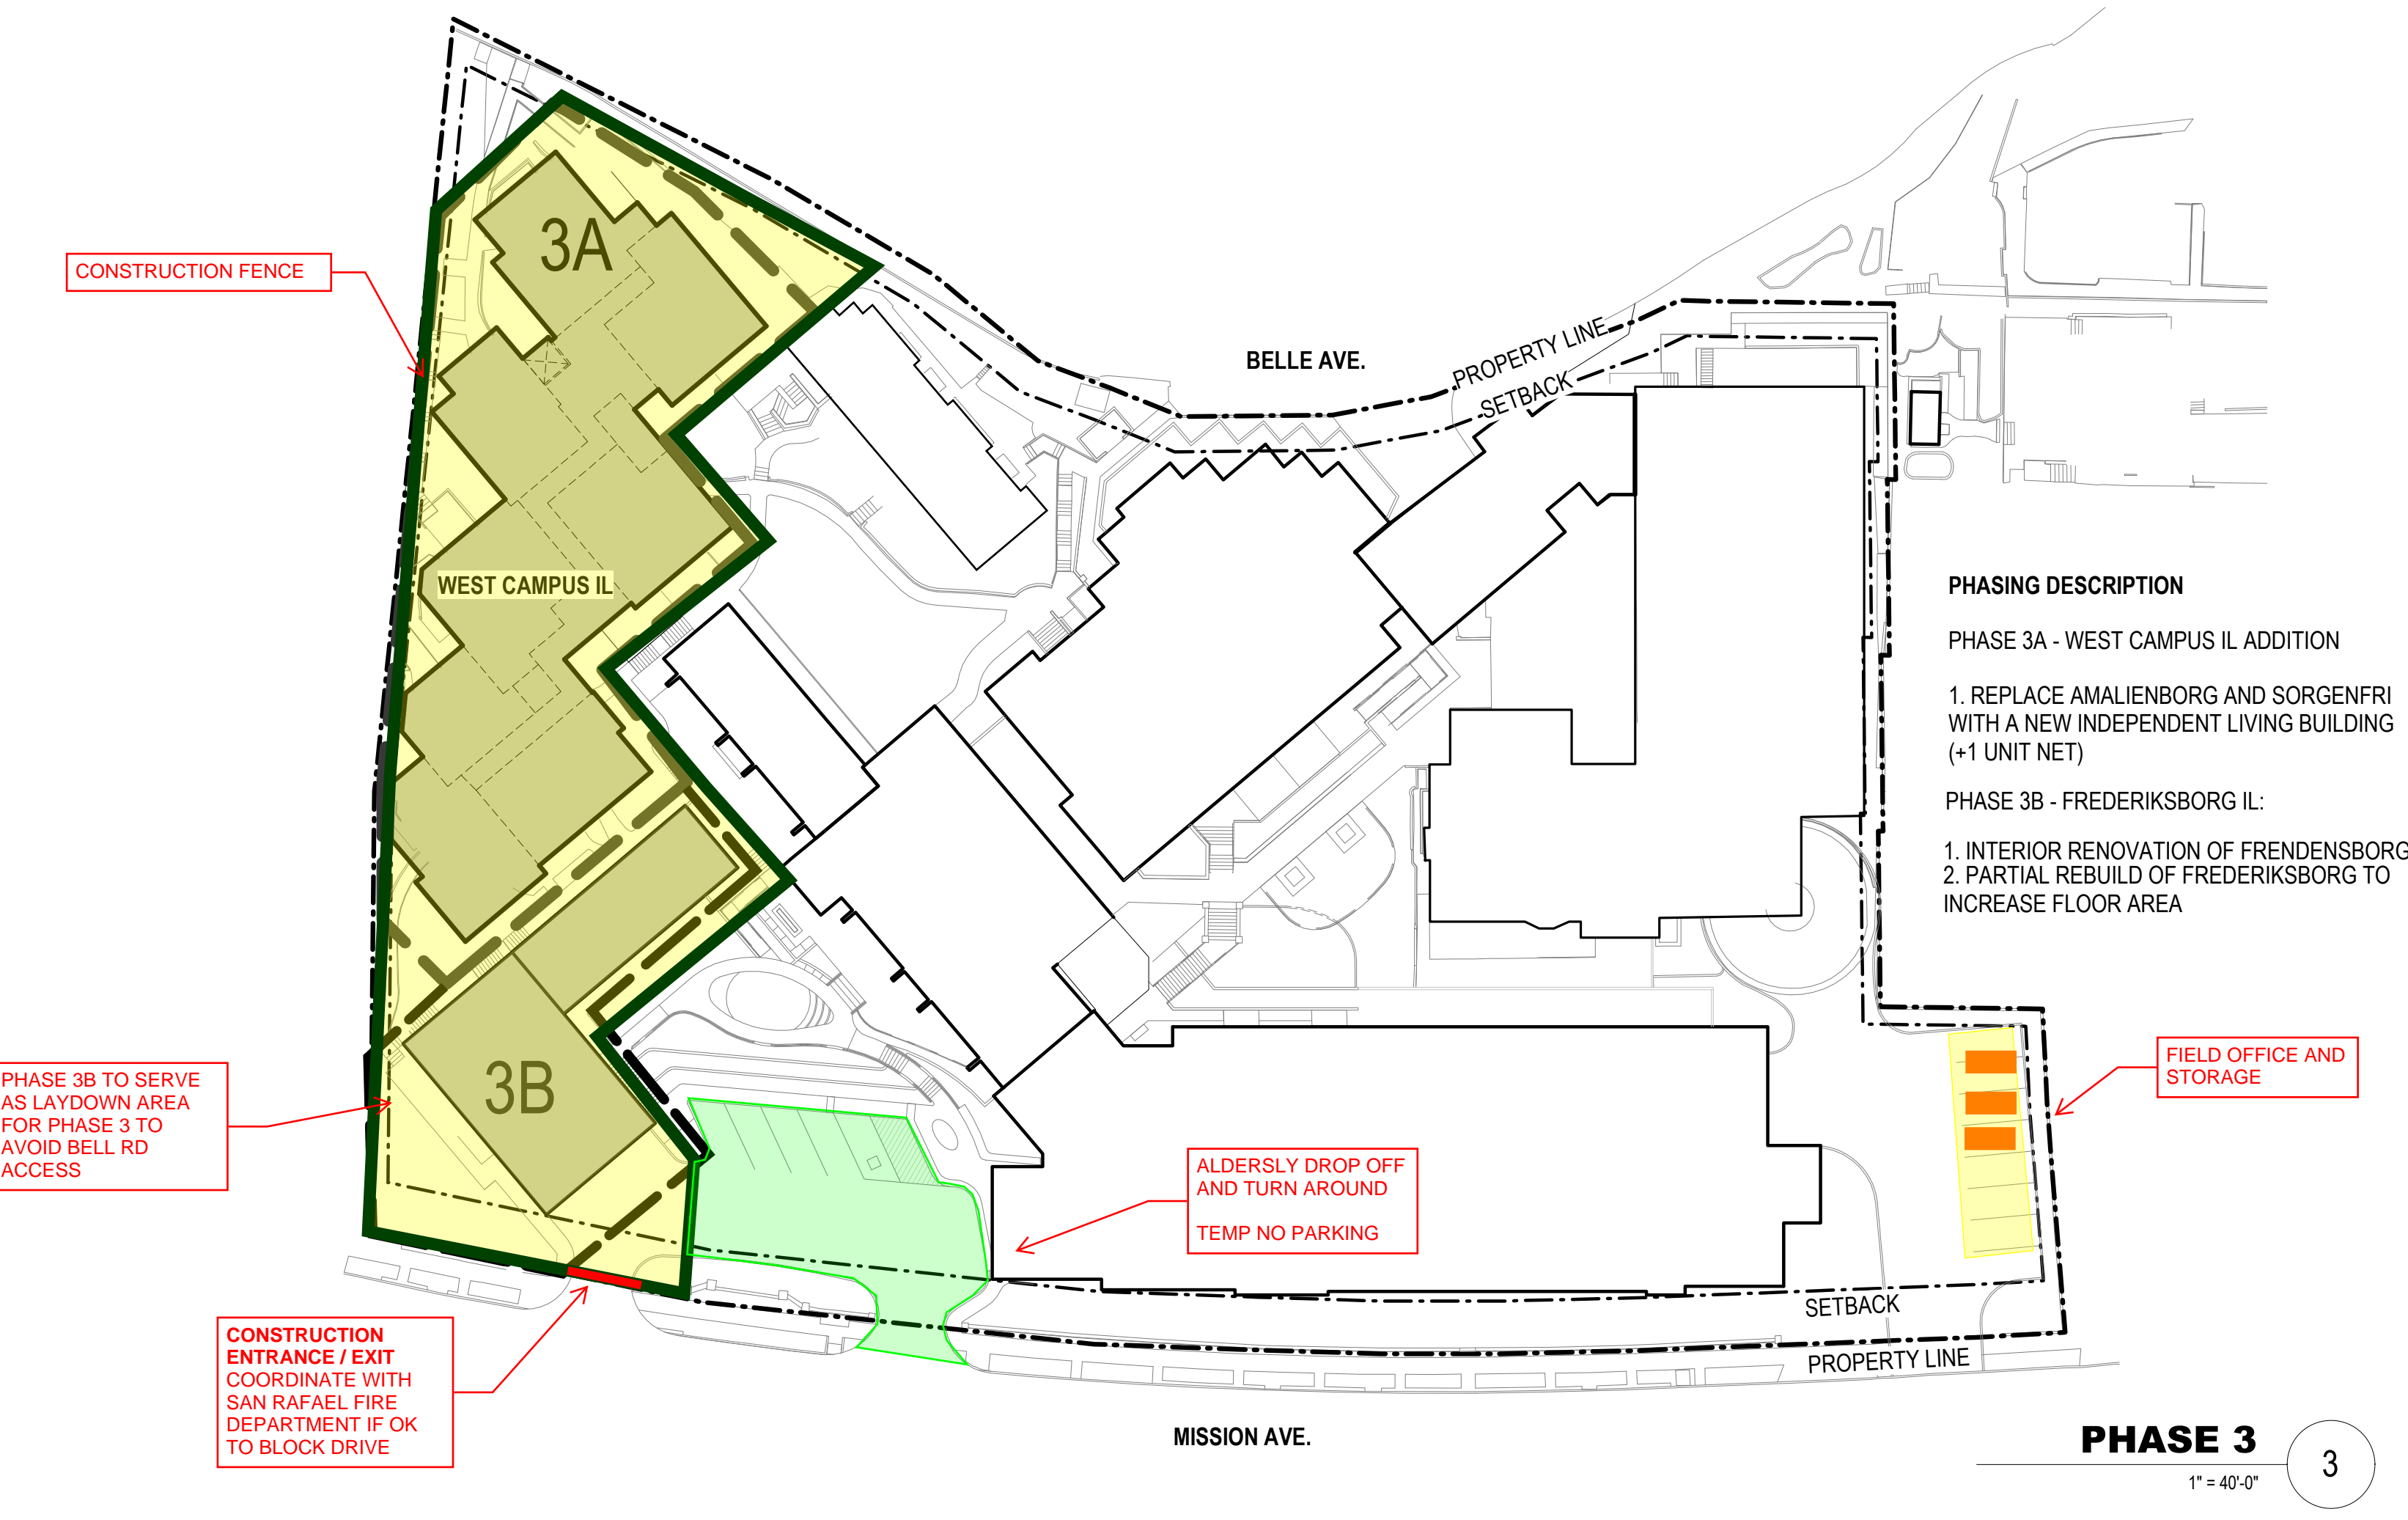 3A
CONSTRUCTION FENCE
BELLE AVE.
PROPERTY LINE
SETBACK
WEST CAMPUS IL
PHASING DESCRIPTION
PHASE 3A - WEST CAMPUS IL ADDITION
1. REPLACE AMALIENBORG AND SORGENFRI
WITH A NEW INDEPENDENT LIVING BUILDING
(+1 UNIT NET)
PHASE 3B - FREDERIKSBORG IL:
1. INTERIOR RENOVATION OF FRENDENSBORG
2. PARTIAL REBUILD OF FREDERIKSBORG TO
INCREASE FLOOR AREA
PHASE 3B TO SERVE
AS LAYDOWN AREA
FOR PHASE 3 TO
AVOID BELL RD
ACCESS
3B
FIELD OFFICE AND
STORAGE
ALDERSLY DROP OFF
AND TURN AROUND
TEMP NO PARKING
SETBACK
PROPERTY LINE
CONSTRUCTION
ENTRANCE / EXIT
COORDINATE WITH
SAN RAFAEL FIRE
DEPARTMENT IF OK
TO BLOCK DRIVE
MISSION AVE.
PHASE 3
3
1" = 40'-0"